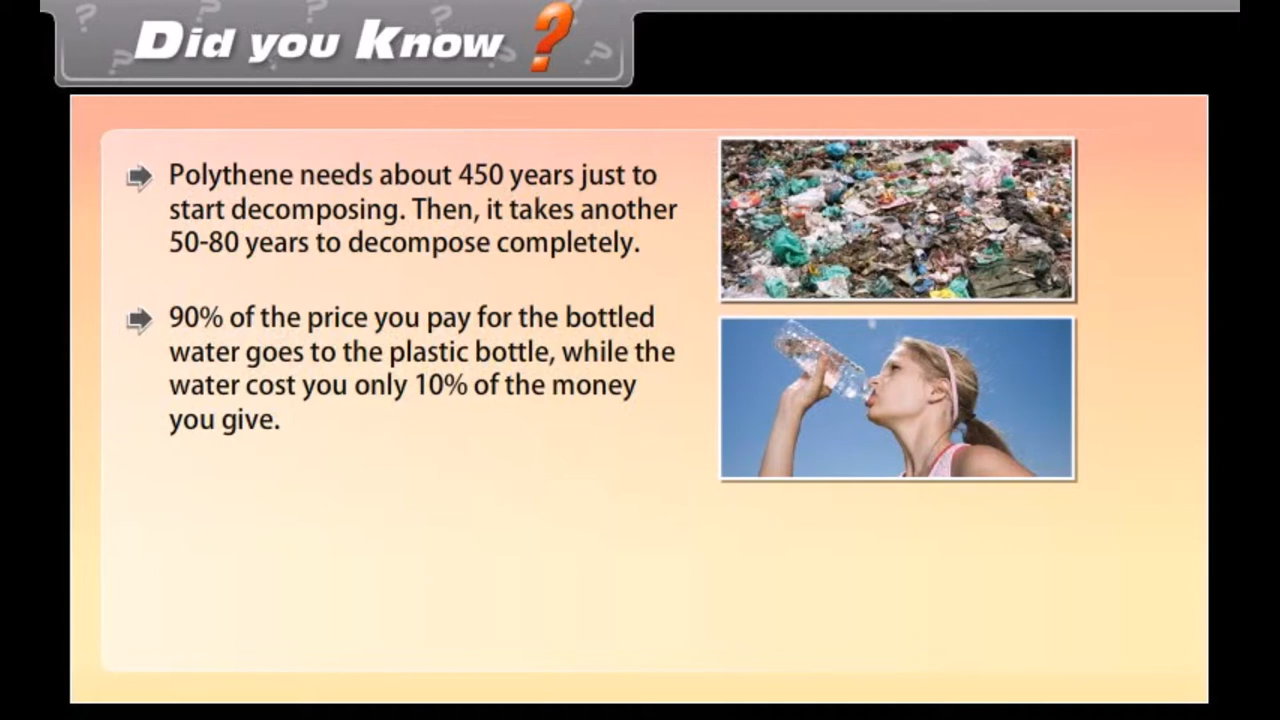 Did you Know ?
Polythene needs about 450 years just to
start decomposing. Then, it takes another
50-80 years to decompose completely.
90% of the price you pay for the bottled
water goes to the plastic bottle, while the
water cost you only 10% of the money
you give.